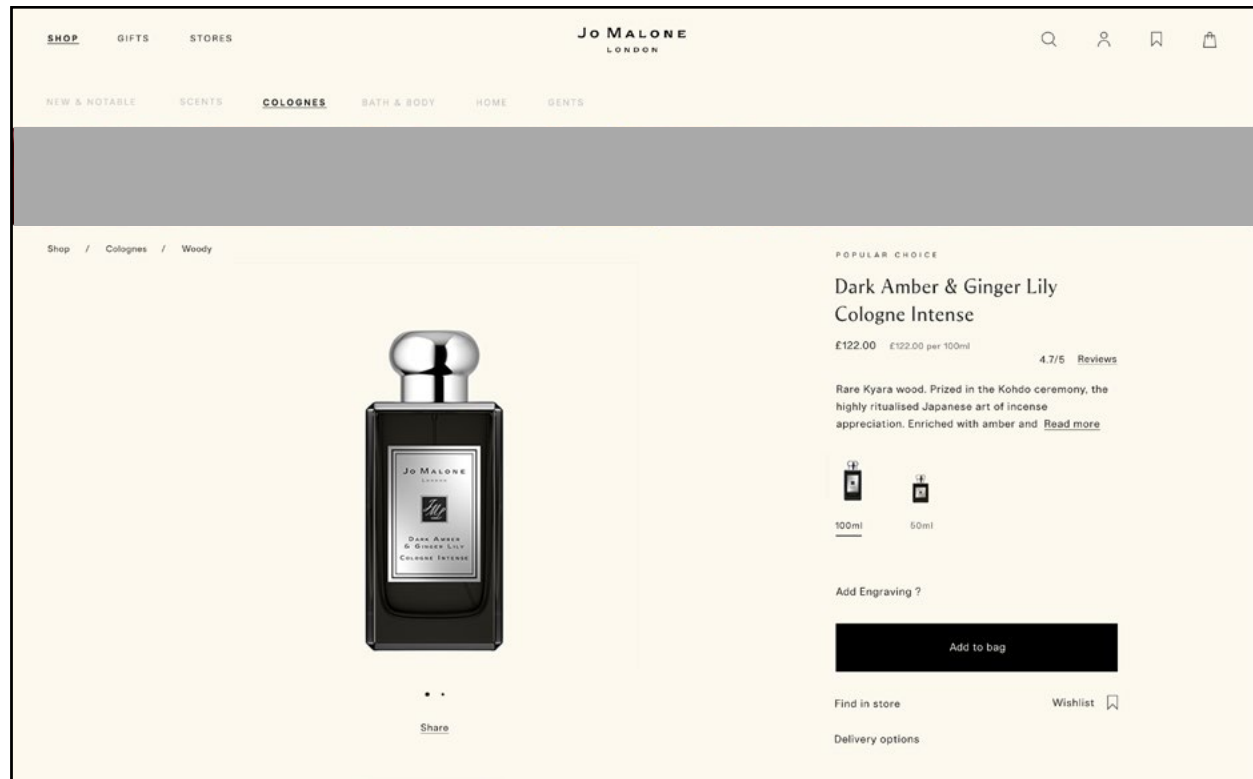 SHOP GIFTS STORES
JO MALONE
LONDON
NEW & NOTABLE SCENTS COLOGNES BATH & BODY HOME GENTS
Shop / Colognes / Woody
POPULAR CHOICE
Dark Amber & Ginger Lily
Cologne Intense
£122.00 £122.00 per 100ml
4.7/5 Reviews
Rare Kyara wood. Prized in the Kohdo ceremony, the
highly ritualised Japanese art of incense
appreciation. Enriched with amber and Read more
JO MALONE
LONDON
DARK AMBER
& GINGER LILY
COLOGNE INTENSE
100ml 50ml
Add Engraving ?
Add to bag
Find in store Wishlist
Delivery options
Share